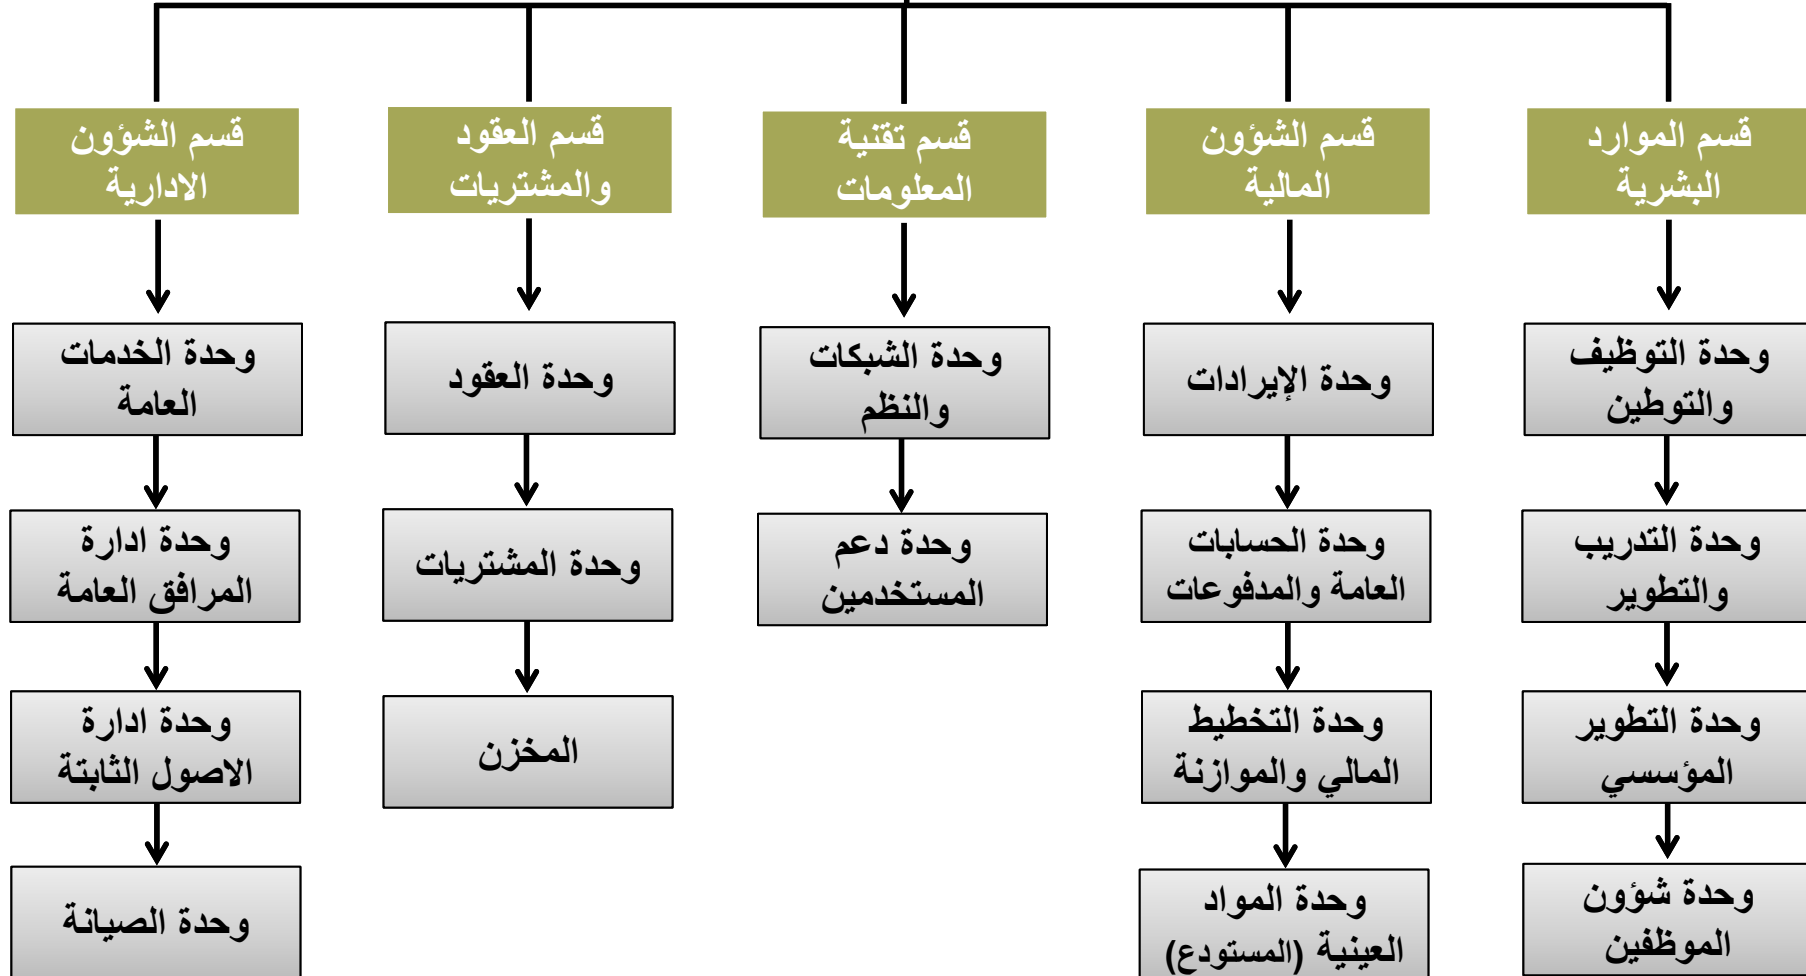 قسم الموارد
البشرية
قسم الشؤون
المالية
قسم تقنية
المعلومات
قسم العقود
والمشتريات
قسم الشؤون
الادارية
وحدة التوظيف
والتوطين
وحدة الإيرادات
وحدة الشبكات
والنظم
وحدة العقود
وحدة الخدمات
العامة
وحدة التدريب
والتطوير
وحدة الحسابات
العامة والمدفوعات
وحدة دعم
المستخدمين
وحدة المشتريات
وحدة ادارة
المرافق العامة
وحدة التطوير
المؤسسي
وحدة التخطيط
المالي والموازنة
المخزن
وحدة ادارة
الاصول الثابتة
وحدة شؤون
الموظفين
وحدة المواد
العينية (المستودع)
وحدة الصيانة